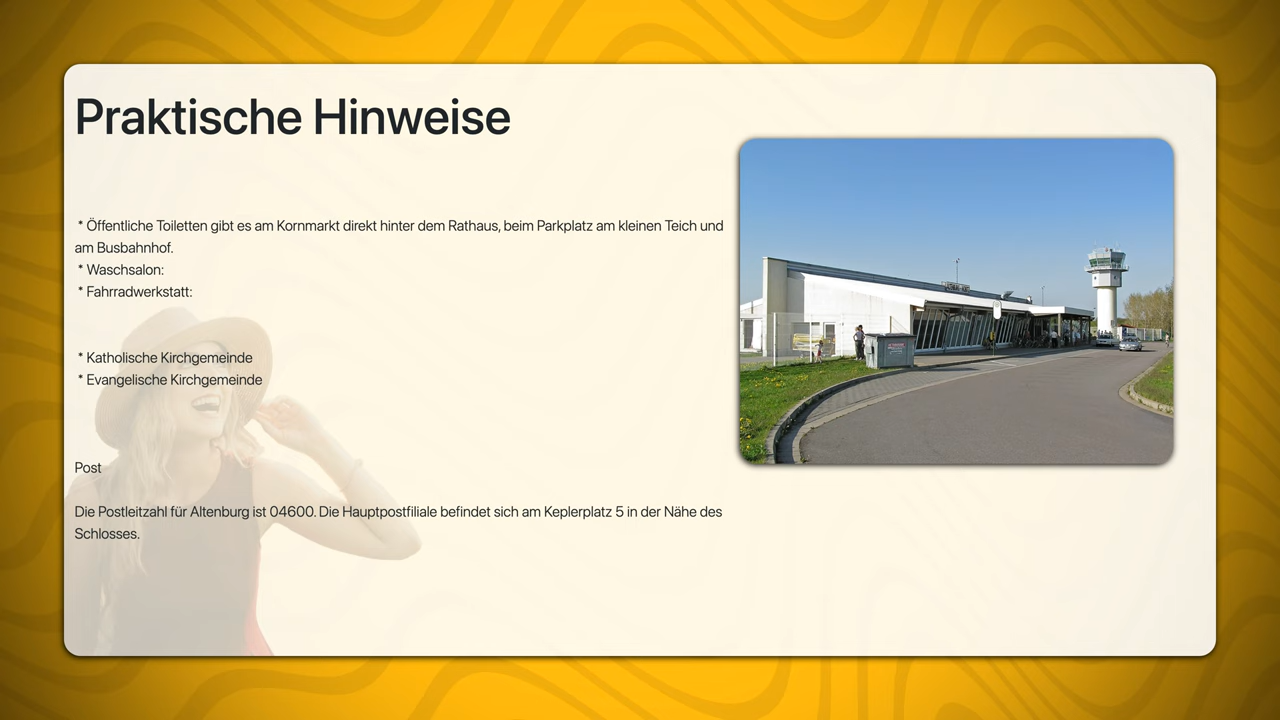 Praktische Hinweise
* Öffentliche Toiletten gibt es am Kornmarkt direkt hinter dem Rathaus, beim Parkplatz am kleinen Teich und
am Busbahnhof.
* Waschsalon:
* Fahrradwerkstatt:
* Katholische Kirchgemeinde
* Evangelische Kirchgemeinde
Post
Die Postleitzahl für Altenburg ist 04600. Die Hauptpostfiliale befindet sich am Keplerplatz 5 in der Nähe des
Schlosses.